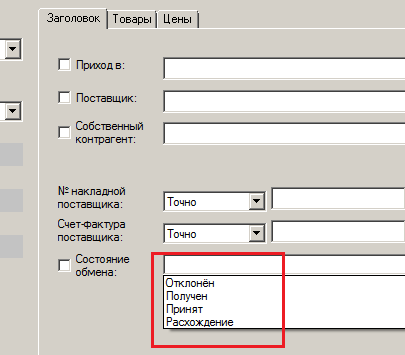 Заголовок Товары Цены
Приход в:
Поставщик:
Собственный
контрагент:
№ накладной
поставщика: Точно
Счет-фактура
поставщика: Точно
Состояние
обмена:
Отклонён
Получен
Принят
Расхождение